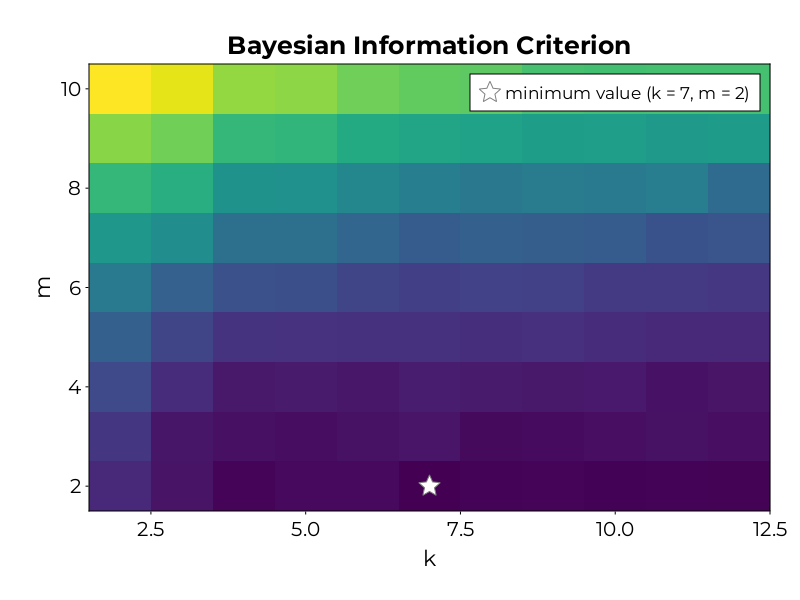 Bayesian Information Criterion
minimum value (k = 7, m = 2)
10
8
6
4
2
m
2.5 5.0 7.5 10.0 12.5
k